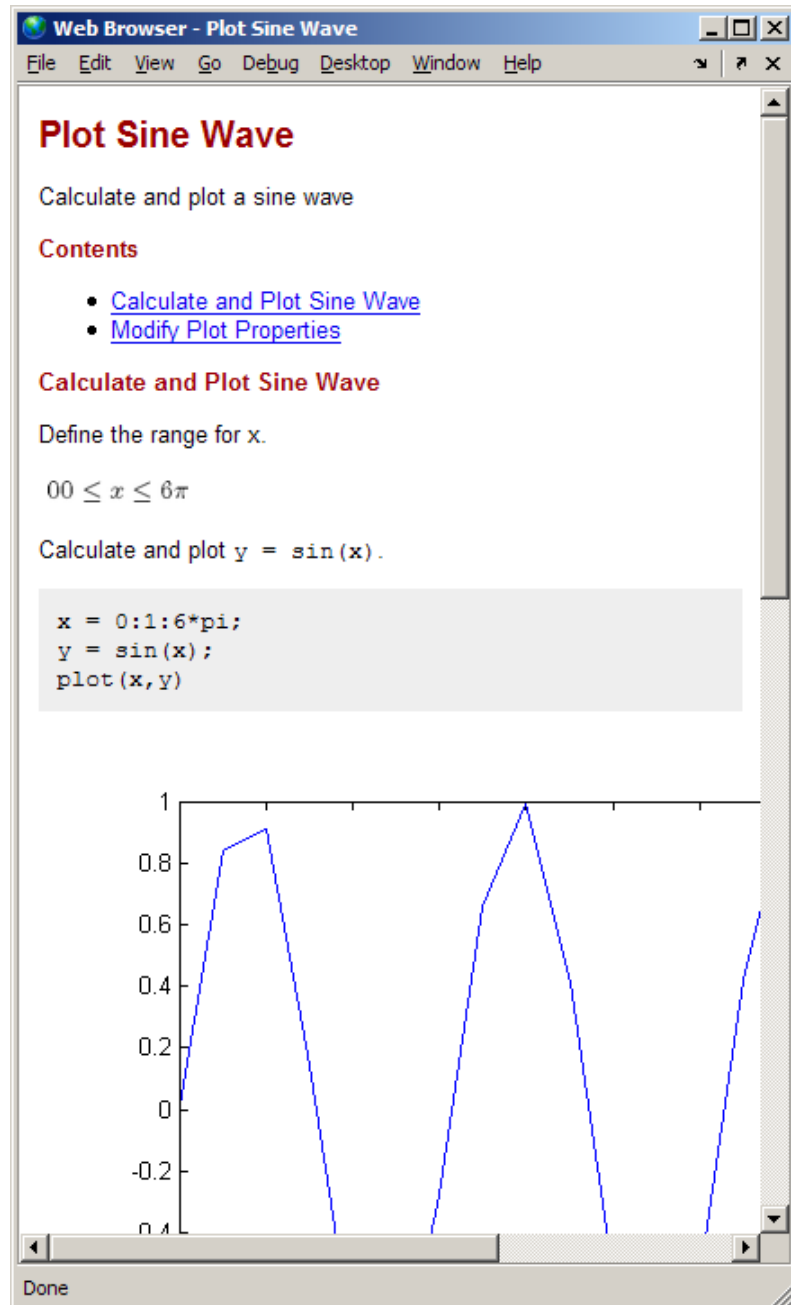 Web Browser - Plot Sine Wave
File Edit View Go Debug Desktop Window Help
Plot Sine Wave
Calculate and plot a sine wave
Contents
• Calculate and Plot Sine Wave
• Modify Plot Properties
Calculate and Plot Sine Wave
Define the range for x.
00 ≤ x ≤ 6π
Calculate and plot y = sin(x).
x = 0:1:6*pi;
y = sin(x);
plot(x,y)
1
0.8
0.6
0.4
0.2
0
-0.2
-0.4
Done